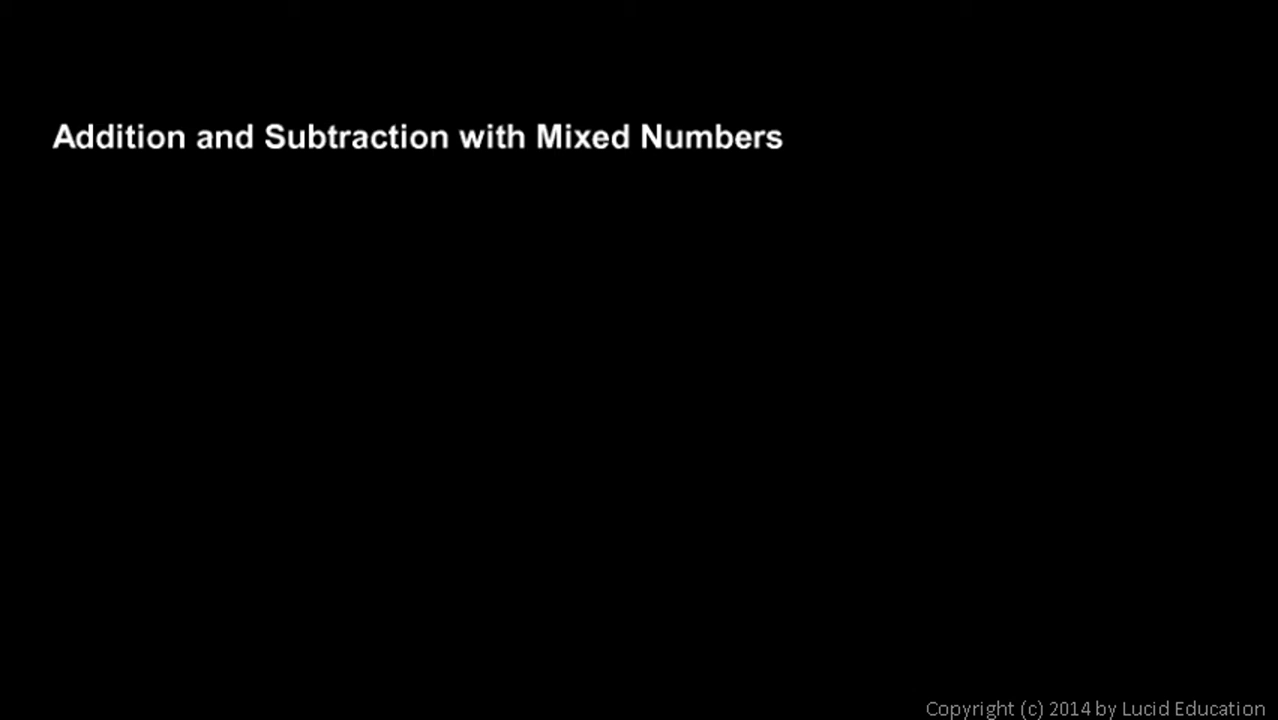 Addition and Subtraction with Mixed Numbers
Copyright (c) 2014 by Lucid Education